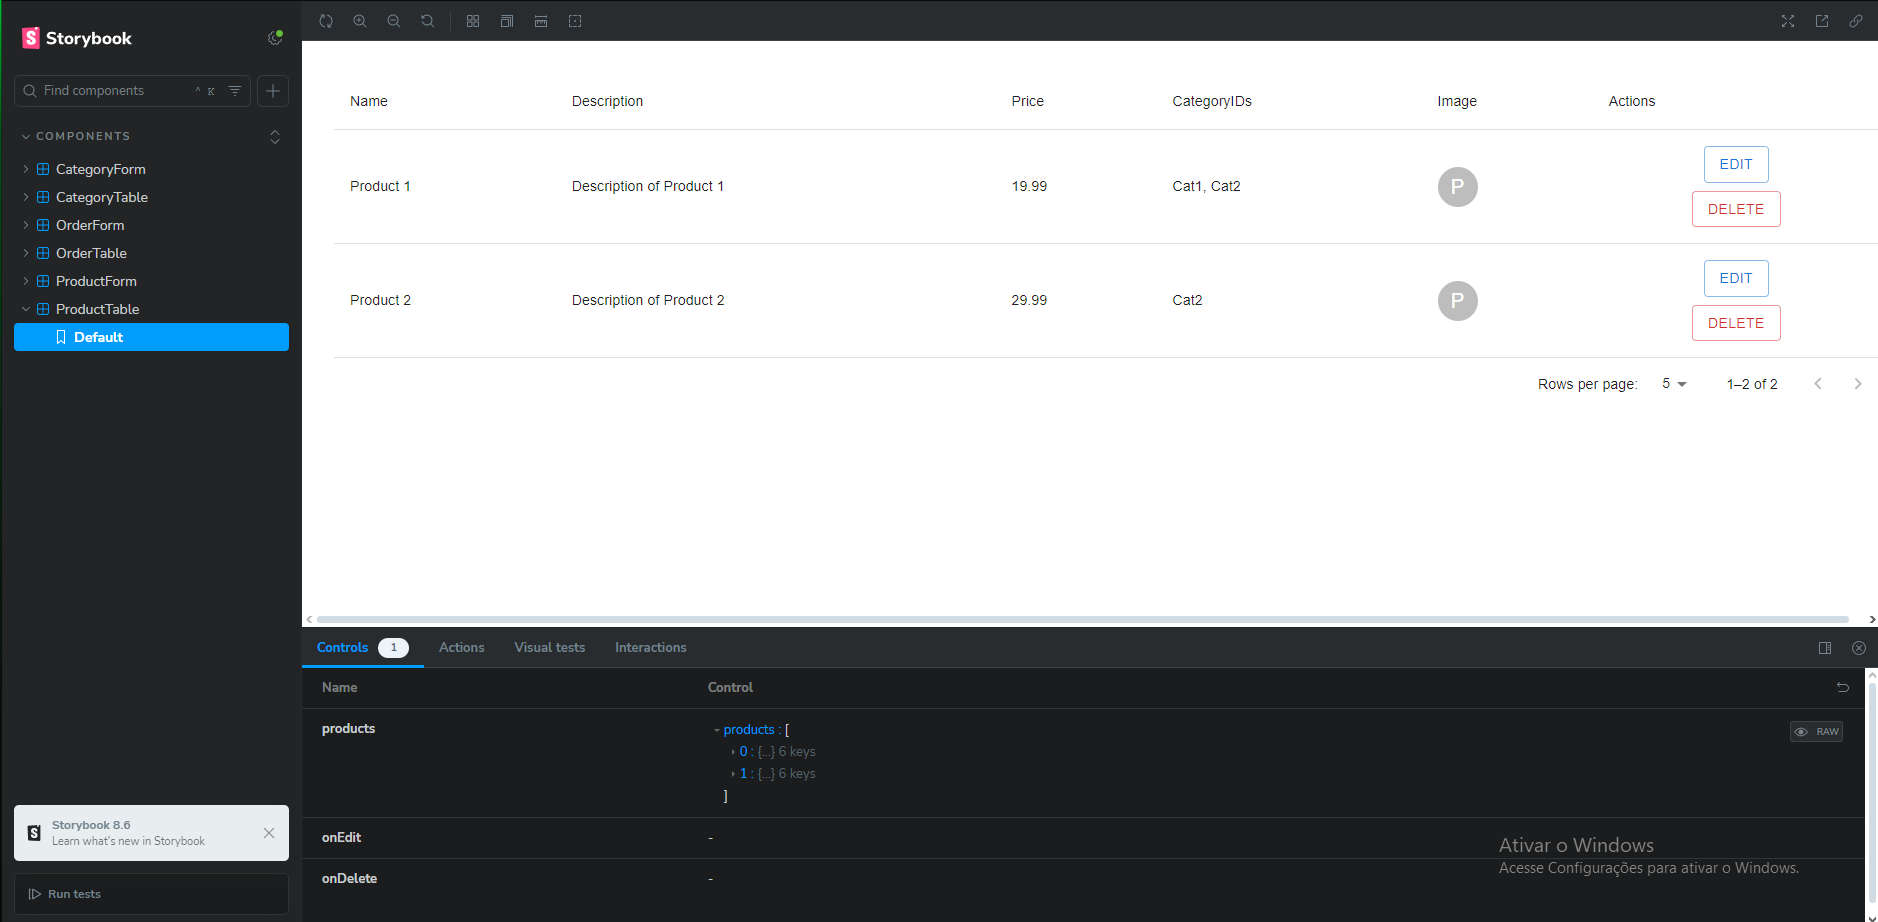 Storybook
Find components ^ K
COMPONENTS
CategoryForm
CategoryTable
OrderForm
OrderTable
ProductForm
ProductTable
Default
Storybook 8.6
Learn what's new in Storybook
Run tests
Name Description Price CategoryIDs Image Actions
Product 1 Description of Product 1 19.99 Cat1, Cat2 P EDIT
DELETE
Product 2 Description of Product 2 29.99 Cat2 P EDIT
DELETE
Rows per page: 5 1–2 of 2
Controls 1 Actions Visual tests Interactions
Name Control
products products : [ RAW
0 : {...} 6 keys
1 : {...} 6 keys
]
onEdit -
onDelete -
Ativar o Windows
Acesse Configurações para ativar o Windows.